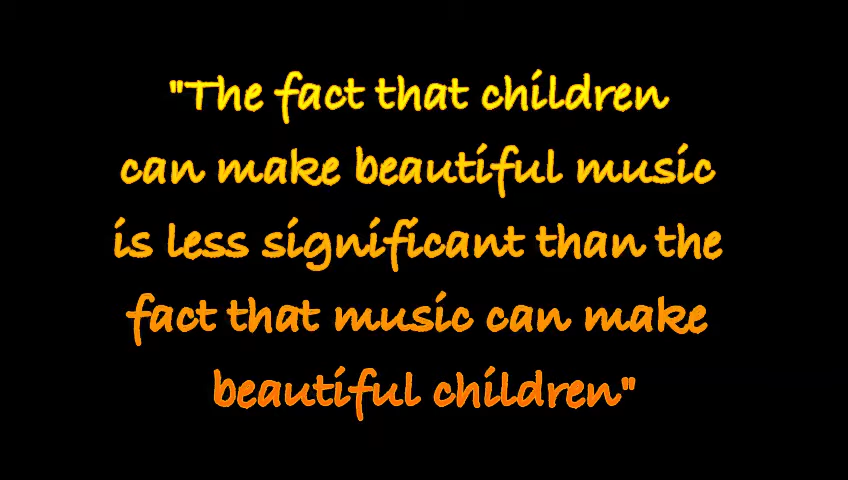 "The fact that children
can make beautiful music
is less significant than the
fact that music can make
beautiful children"